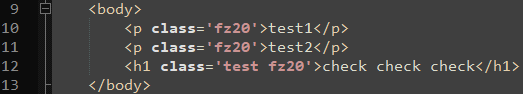 9 <body>
10 <p class='fz20'>test1</p>
11 <p class='fz20'>test2</p>
12 <h1 class='test fz20'>check check check</h1>
13 </body>